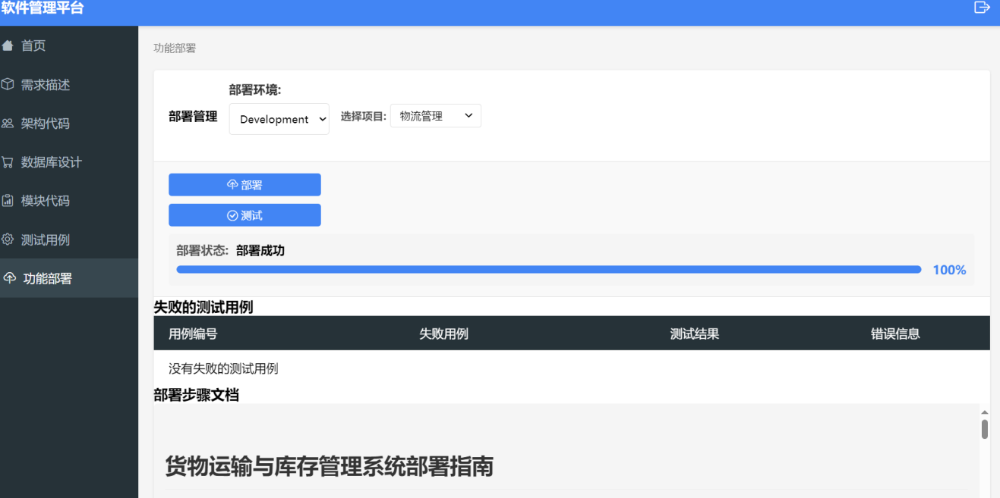 软件管理平台
首页
需求描述
架构代码
数据库设计
模块代码
测试用例
功能部署
功能部署
部署管理
部署环境:
Development
选择项目:
物流管理
部署
测试
部署状态: 部署成功
100%
失败的测试用例
用例编号 失败用例 测试结果 错误信息
没有失败的测试用例
部署步骤文档
货物运输与库存管理系统部署指南